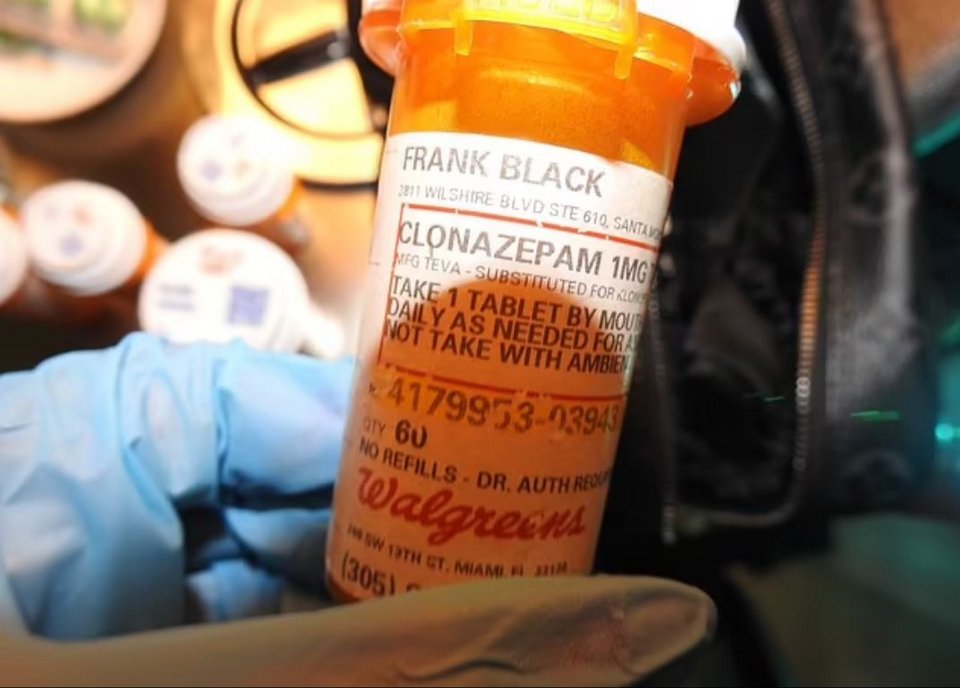 FRANK BLACK
2811 WILSHIRE BLVD STE 610, SANTA
CLONAZEPAM 1MG
MFG TEVA - SUBSTITUTED FOR
TAKE 1 TABLET BY
DAILY AS NEEDED FOR
NOT TAKE WITH AMBIEN
4179953-03943
QTY 60
NO REFILLS - DR. AUTH
Walgreens
SW 13TH ST. MIAMI, FL
(305)